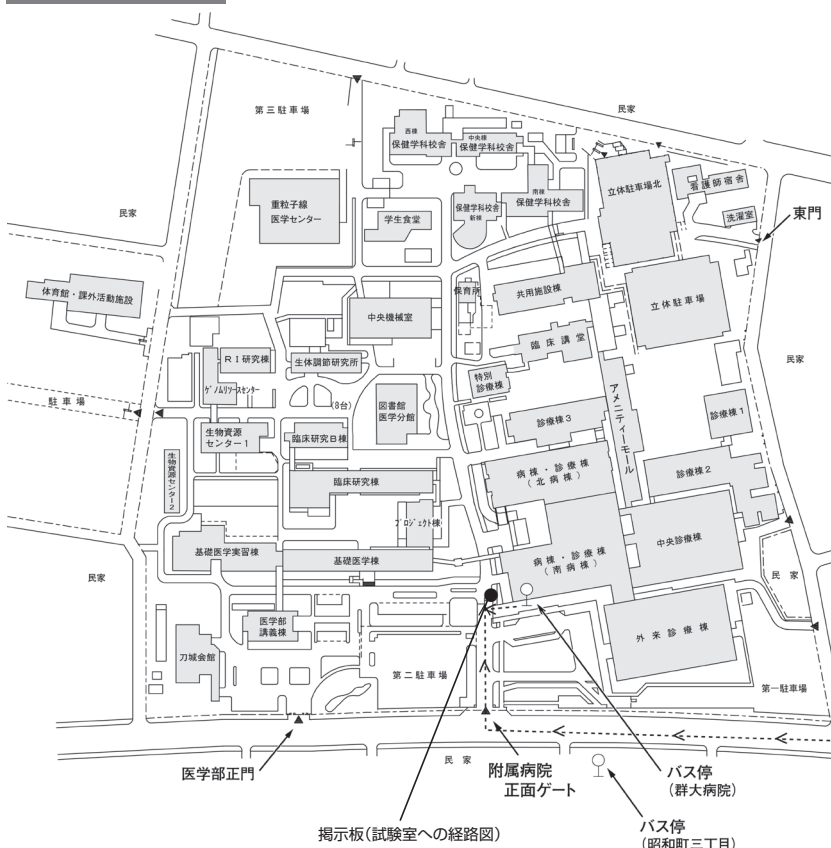 民家
第三駐車場
西棟
保健学科校舎
中央棟
保健学科校舎
立体駐車場北
看護師宿舎
洗濯室
東門
民家
重粒子線
医学センター
学生食堂
保健学科校舎
新棟
南棟
保健学科校舎
体育館・課外活動施設
保育所
共用施設棟
立体駐車場
中央機械室
臨床講堂
民家
RI研究棟
生体調節研究所
ゲノムリソースセンター
特別
診療棟
アメニティーモール
駐車場
(8台)
図書館
医学分館
診療棟3
診療棟1
生物資源
センター1
臨床研究B棟
生物資源センター2
臨床研究棟
病棟・診療棟
(北病棟)
診療棟2
プロジェクト棟
基礎医学実習棟
基礎医学棟
病棟・診療棟
(南病棟)
中央診療棟
民家
民家
医学部
講義棟
外来診療棟
刀城会館
第二駐車場
第一駐車場
医学部正門
民家
附属病院
正面ゲート
バス停
(群大病院)
掲示板(試験室への経路図)
バス停
(昭和町三丁目)